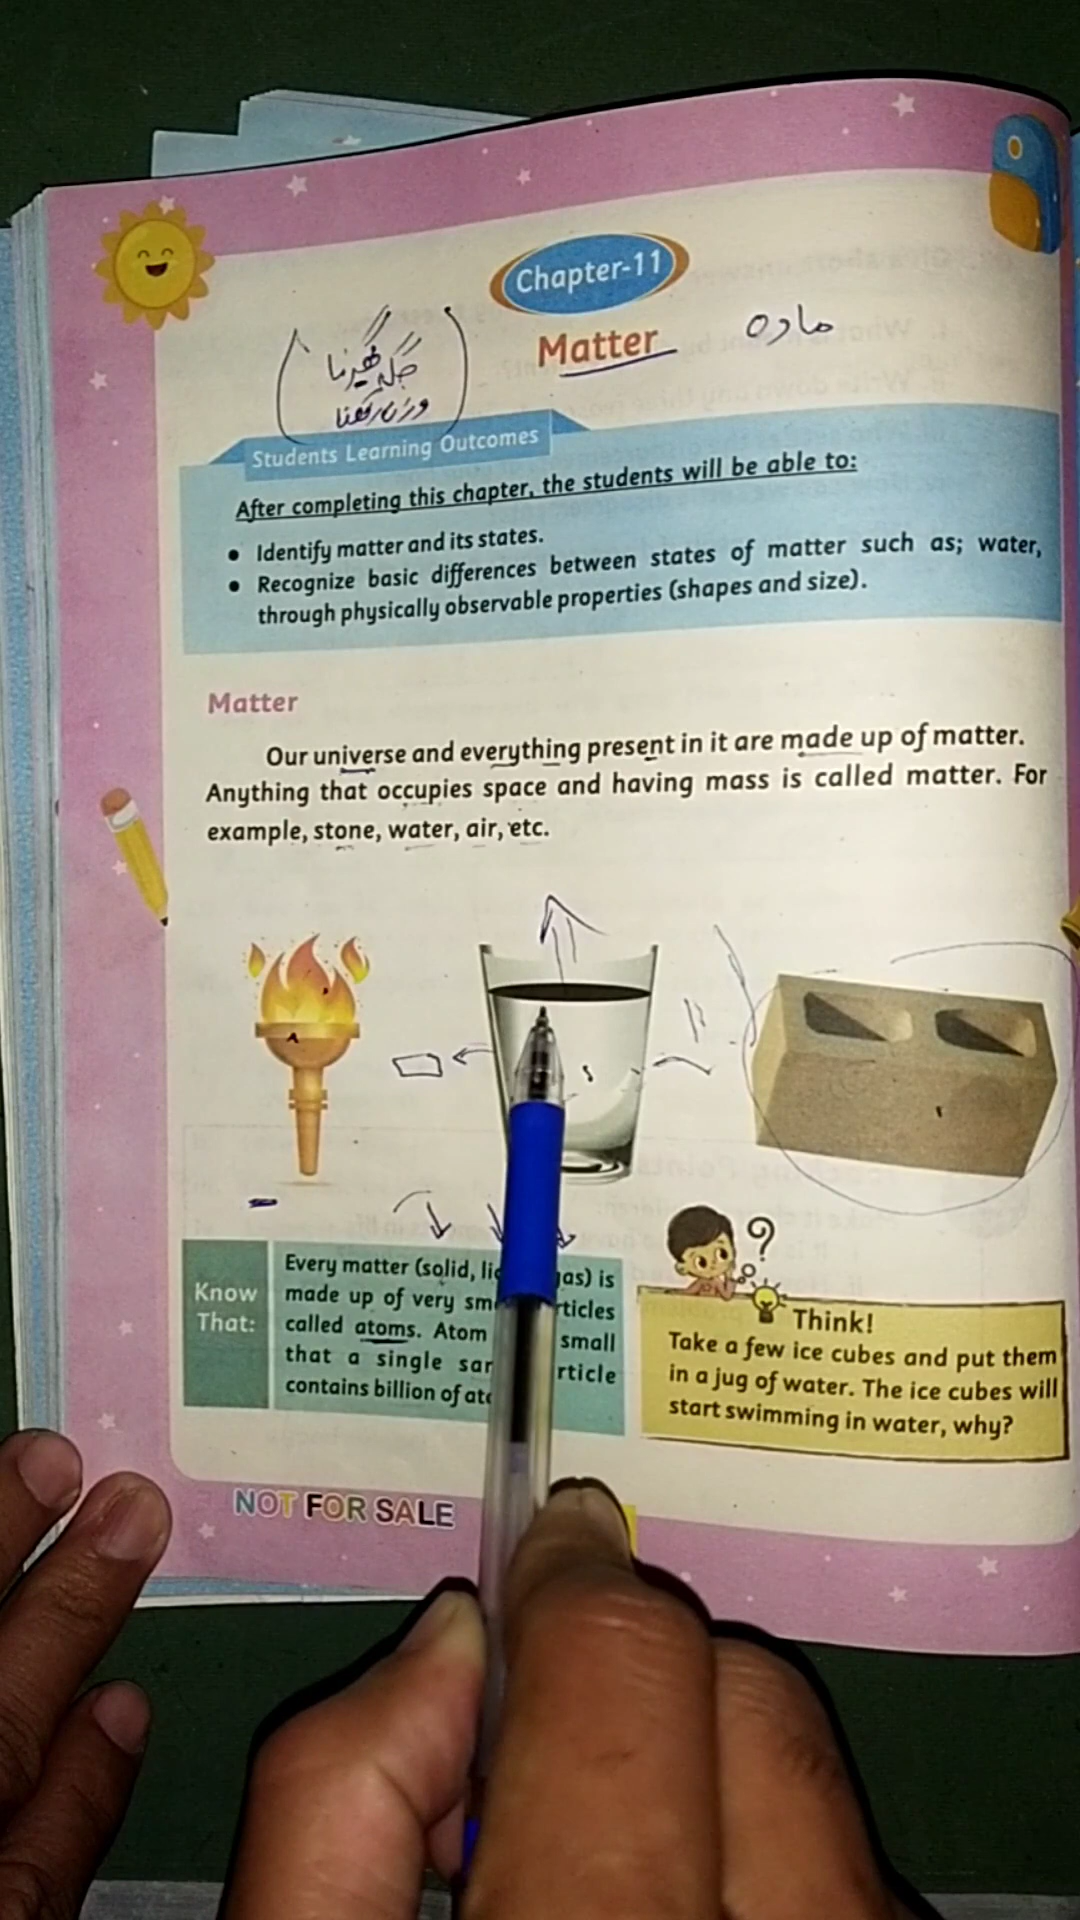 Chapter-11
Matter
مادہ
جگہ گھیرنا
وزن رکھنا
Students Learning Outcomes
After completing this chapter, the students will be able to:
• Identify matter and its states.
• Recognize basic differences between states of matter such as; water,
through physically observable properties (shapes and size).
Matter
Our universe and everything present in it are made up of matter.
Anything that occupies space and having mass is called matter. For
example, stone, water, air, etc.
Know
That:
Every matter (solid, as) is
made up of very
called atoms. Atom small
that a single
contains billion of
?
Think!
Take a few ice cubes and put them
in a jug of water. The ice cubes will
start swimming in water, why?
NOT FOR SALE